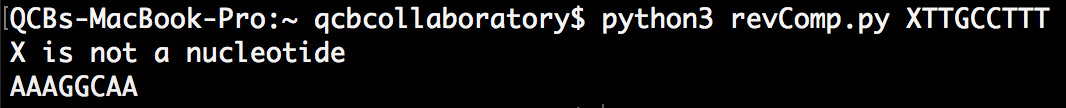 [QCBs-MacBook-Pro:~ qcbcollaboratory$ python3 revComp.py XTTGCCTTT
X is not a nucleotide
AAAGGCAA